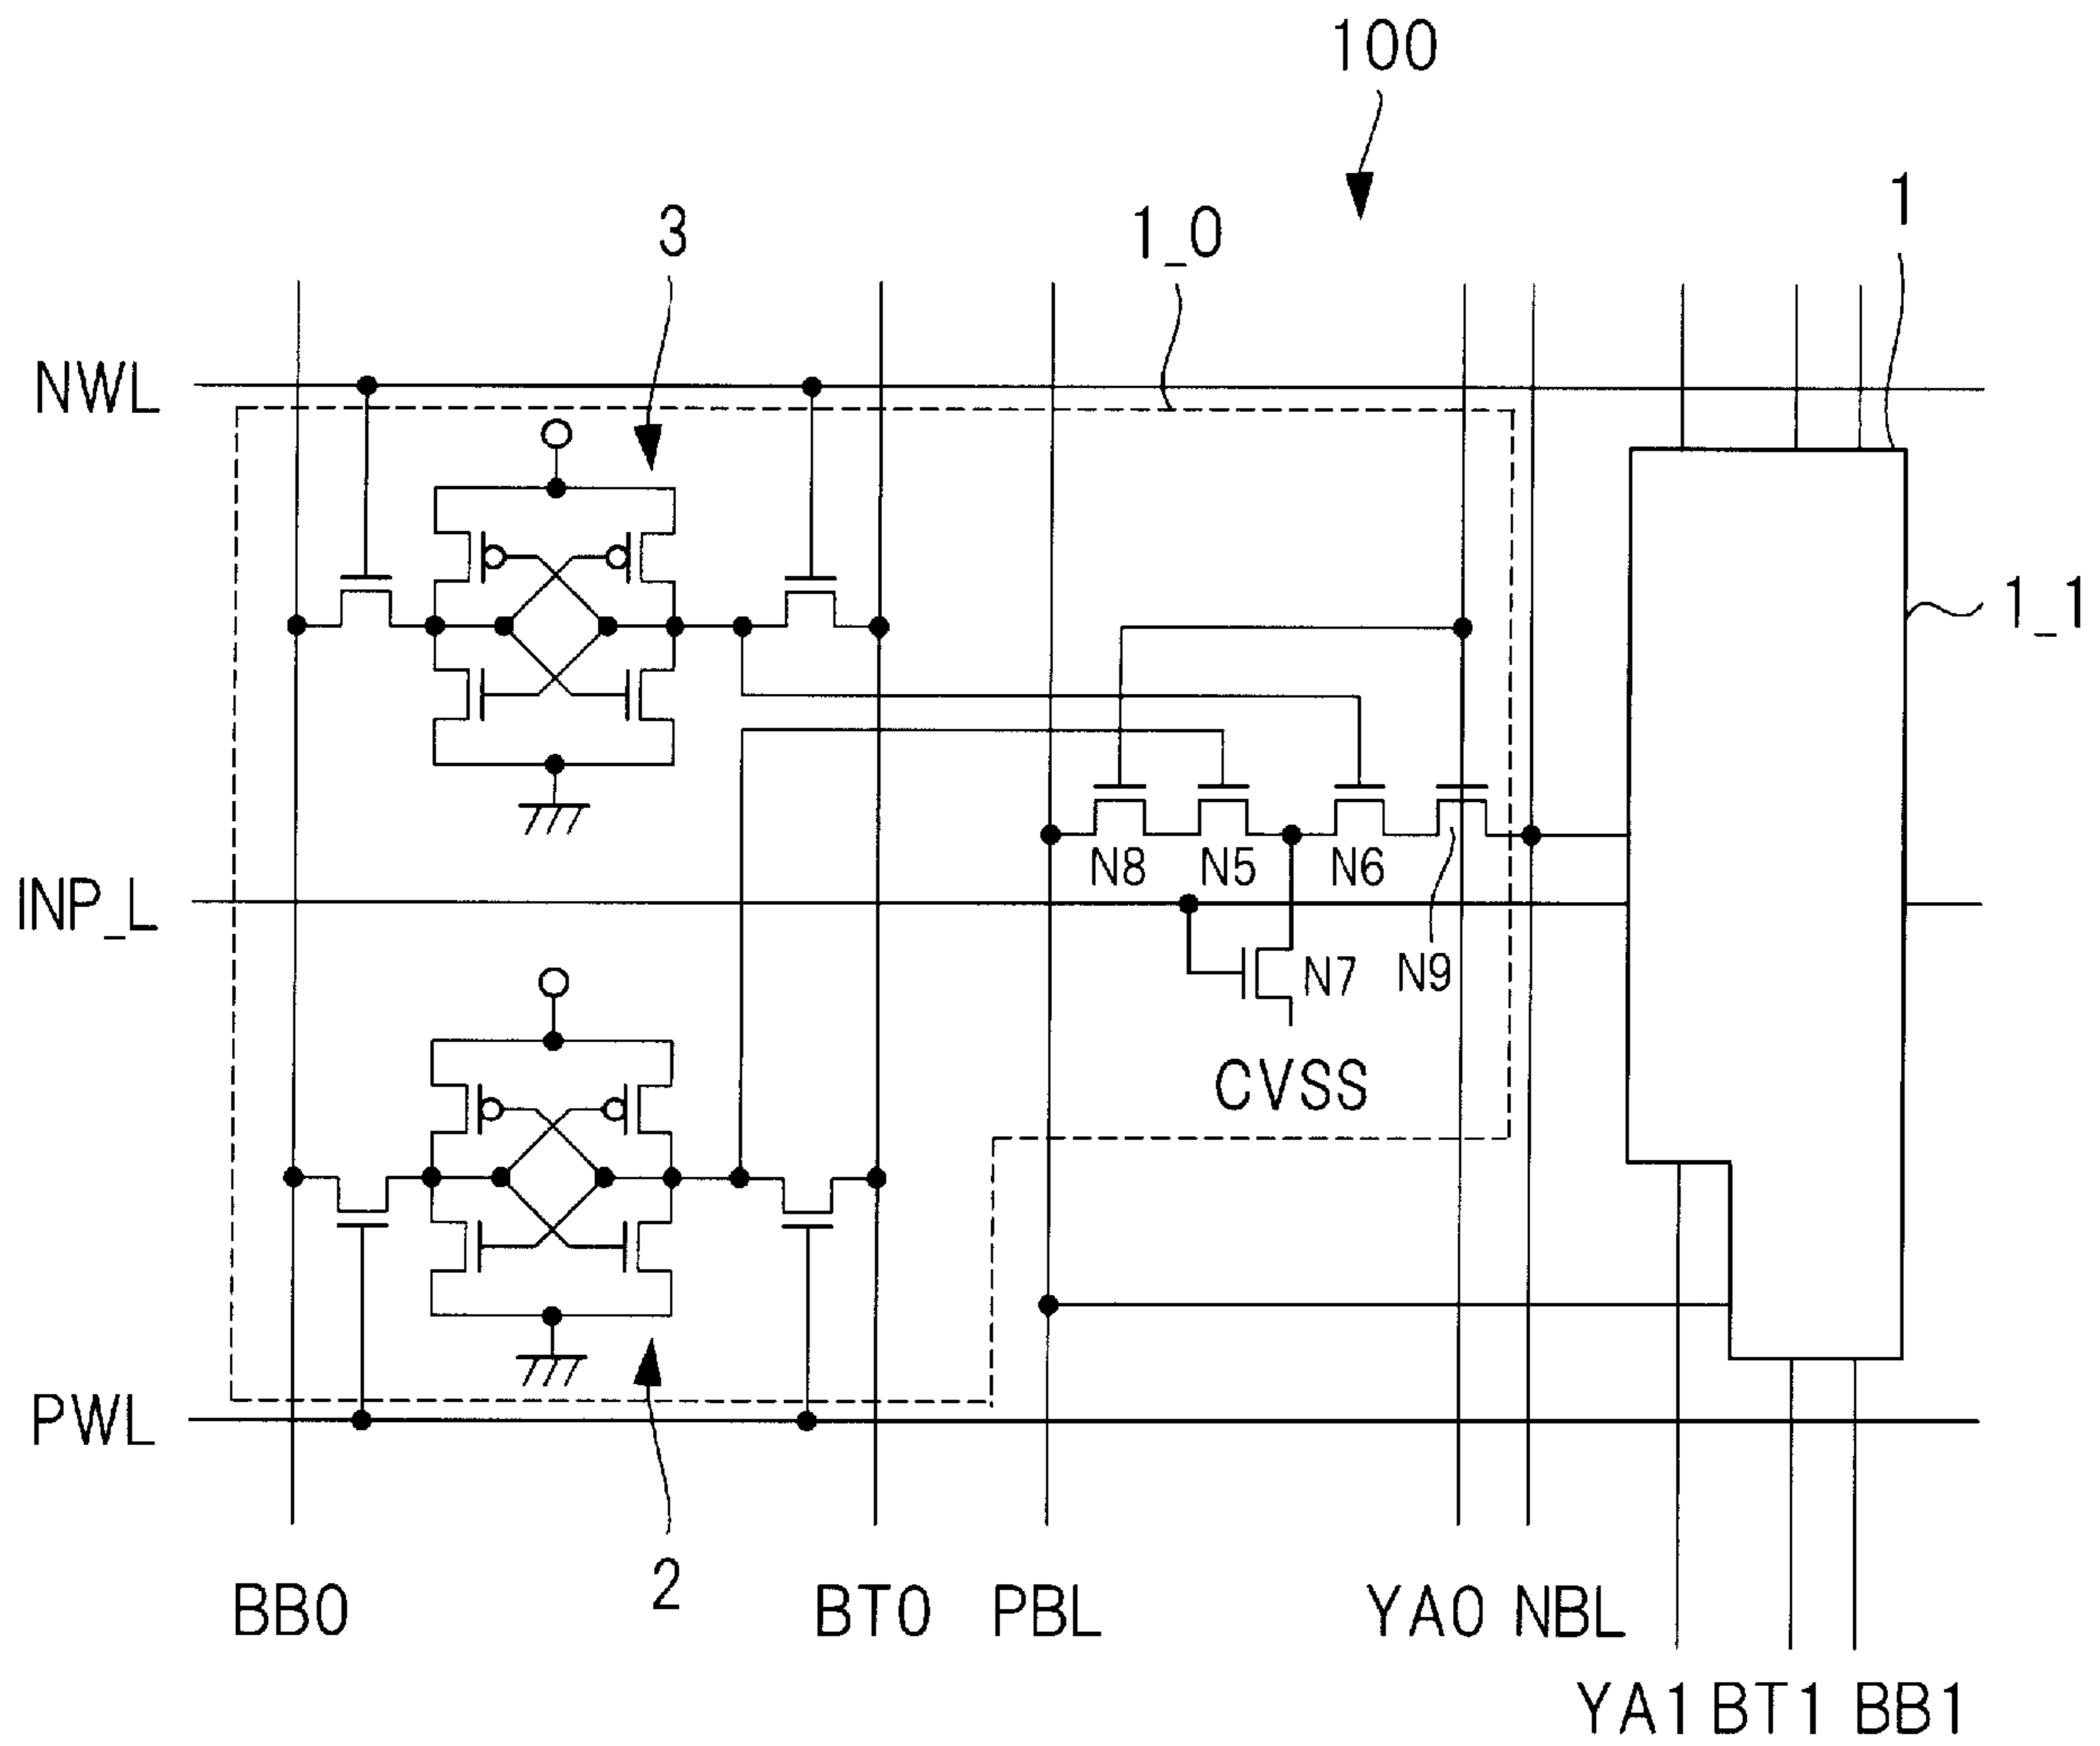 100
3
1_0
1
NWL
1_1
N8
N5
N6
INP_L
N7
N9
CVSS
PWL
2
BB0
BT0
PBL
YA0
NBL
YA1
BT1
BB1